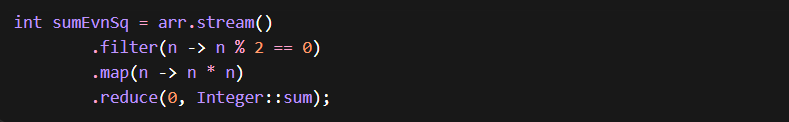 int sumEvnSq = arr.stream()
        .filter(n -> n % 2 == 0)
        .map(n -> n * n)
        .reduce(0, Integer::sum);